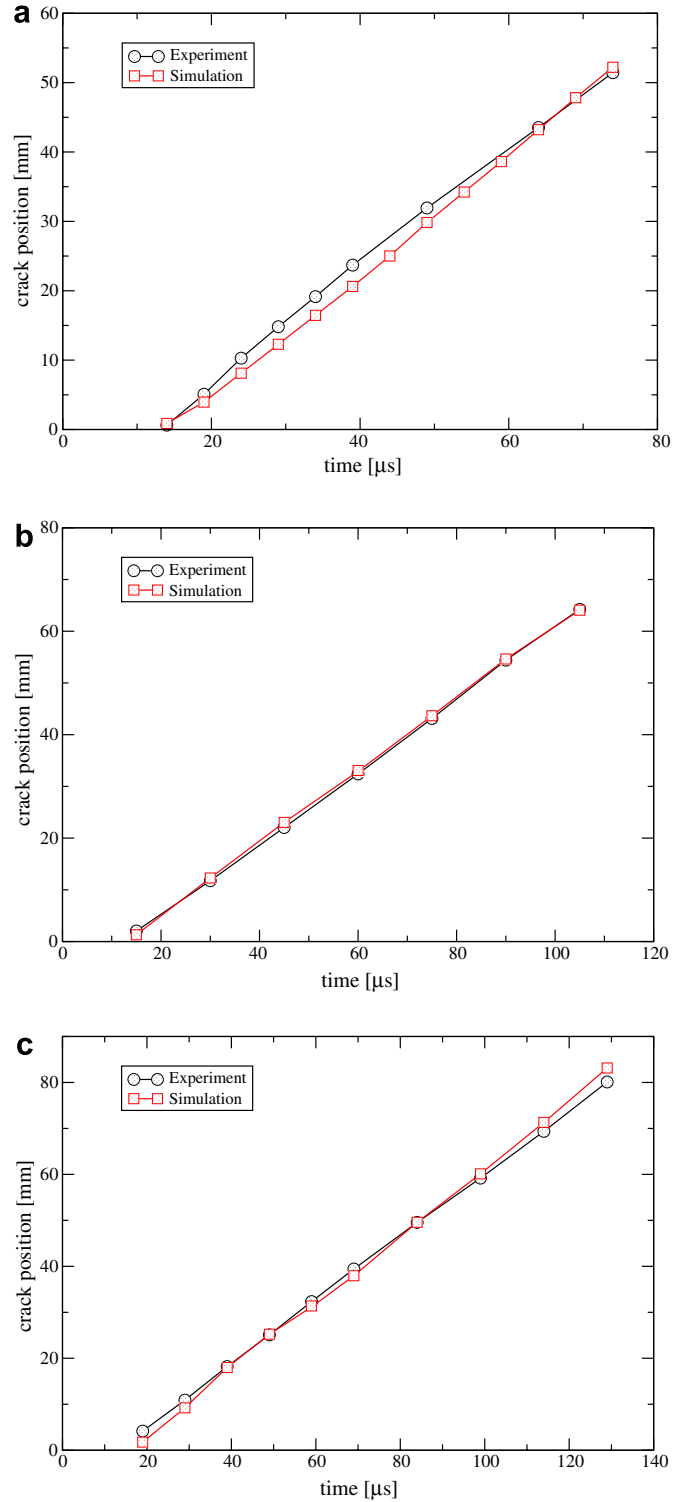 a
60
50
40
30
20
10
0
crack position [mm]
Experiment
Simulation
0 20 40 60 80
time [μs]
b
80
60
40
20
0
crack position [mm]
Experiment
Simulation
0 20 40 60 80 100 120
time [μs]
c
80
60
40
20
0
crack position [mm]
Experiment
Simulation
0 20 40 60 80 100 120 140
time [μs]